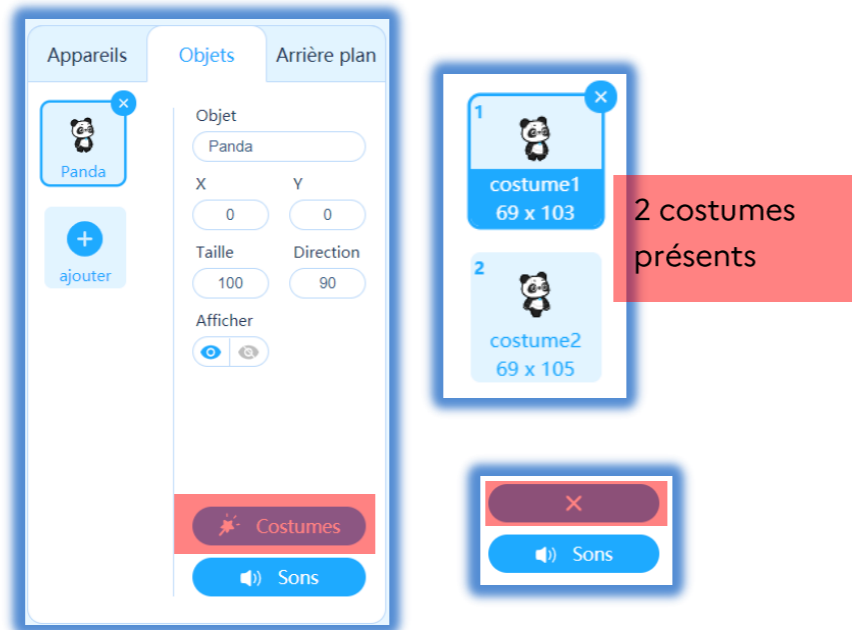 Appareils
Objets
Arrière plan
Panda
ajouter
Objet
Panda
X
Y
0
0
Taille
Direction
100
90
Afficher
Costumes
Sons
1
costume1
69 x 103
2
costume2
69 x 105
2 costumes
présents
Sons